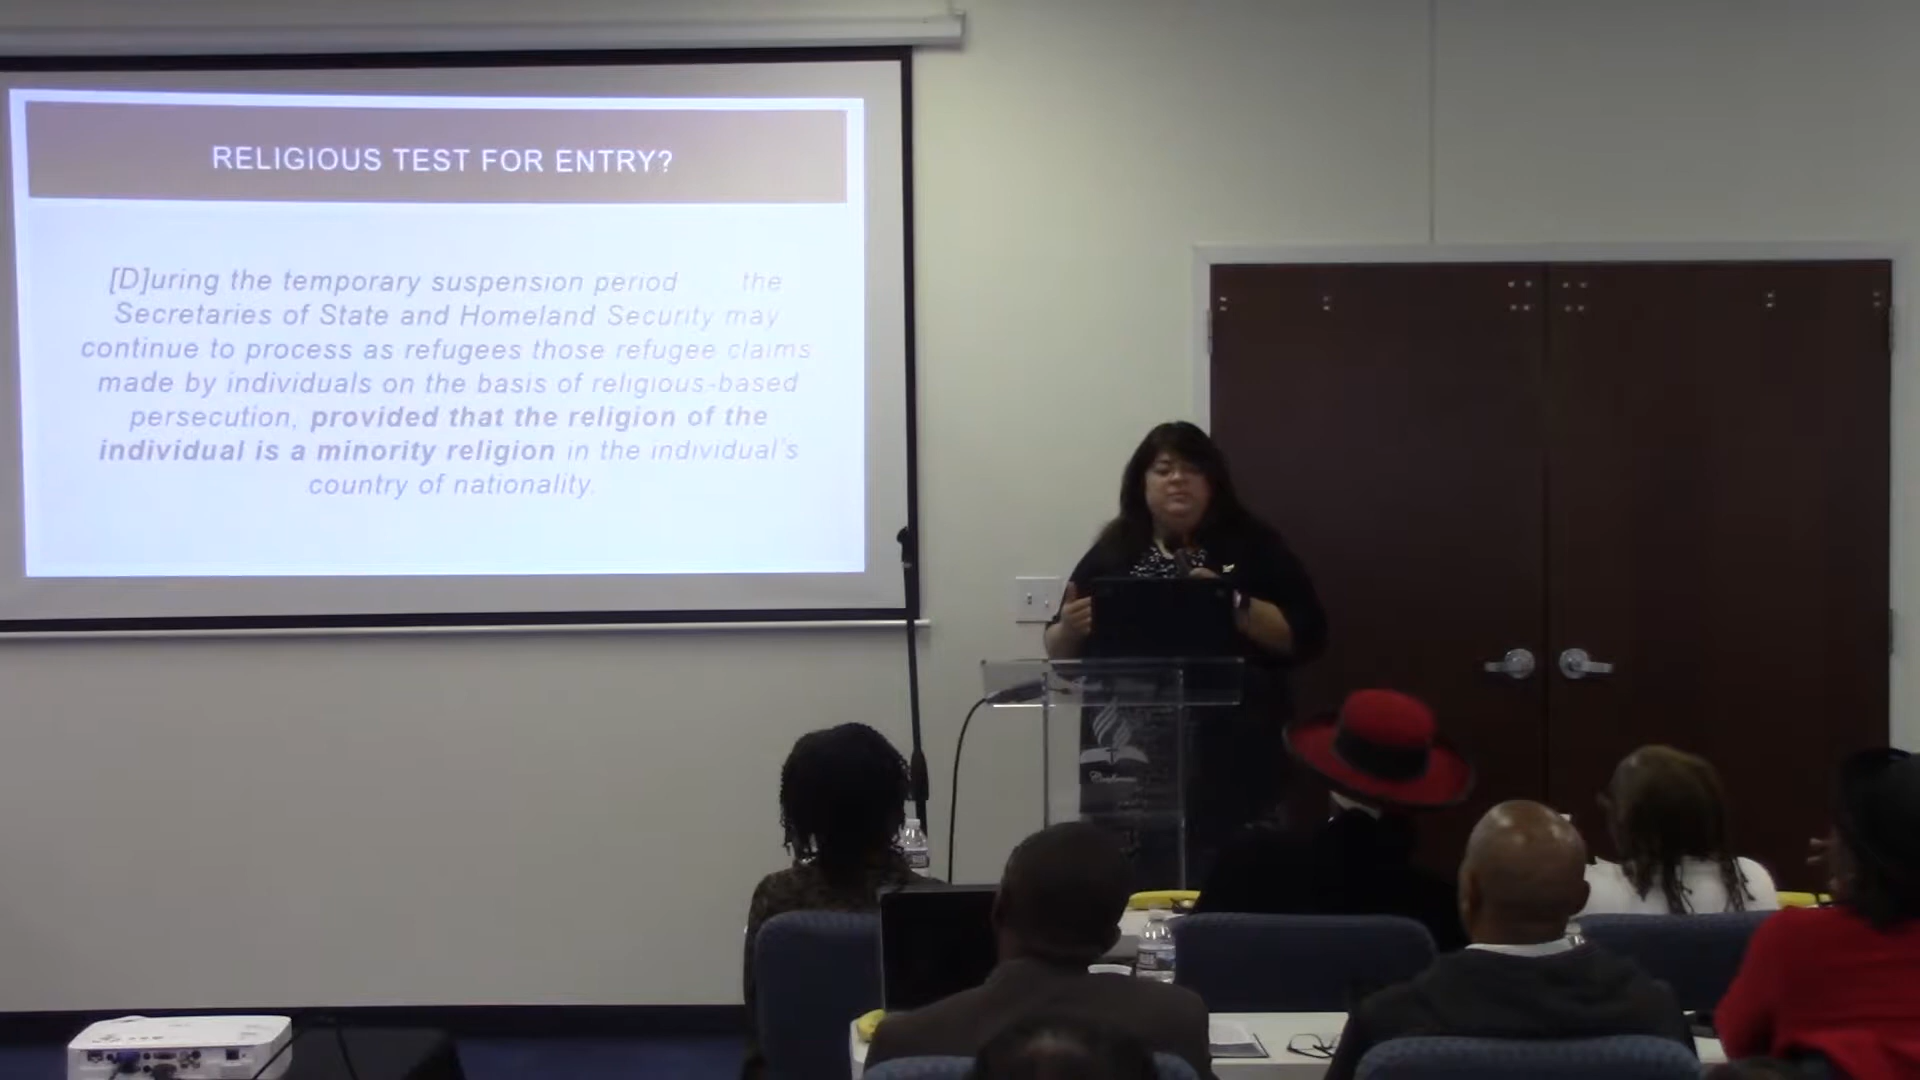 RELIGIOUS TEST FOR ENTRY?
[D]uring the temporary suspension period the
Secretaries of State and Homeland Security may
continue to process as refugees those refugee claims
made by individuals on the basis of religious-based
persecution, provided that the religion of the
individual is a minority religion in the individual's
country of nationality.
Conference